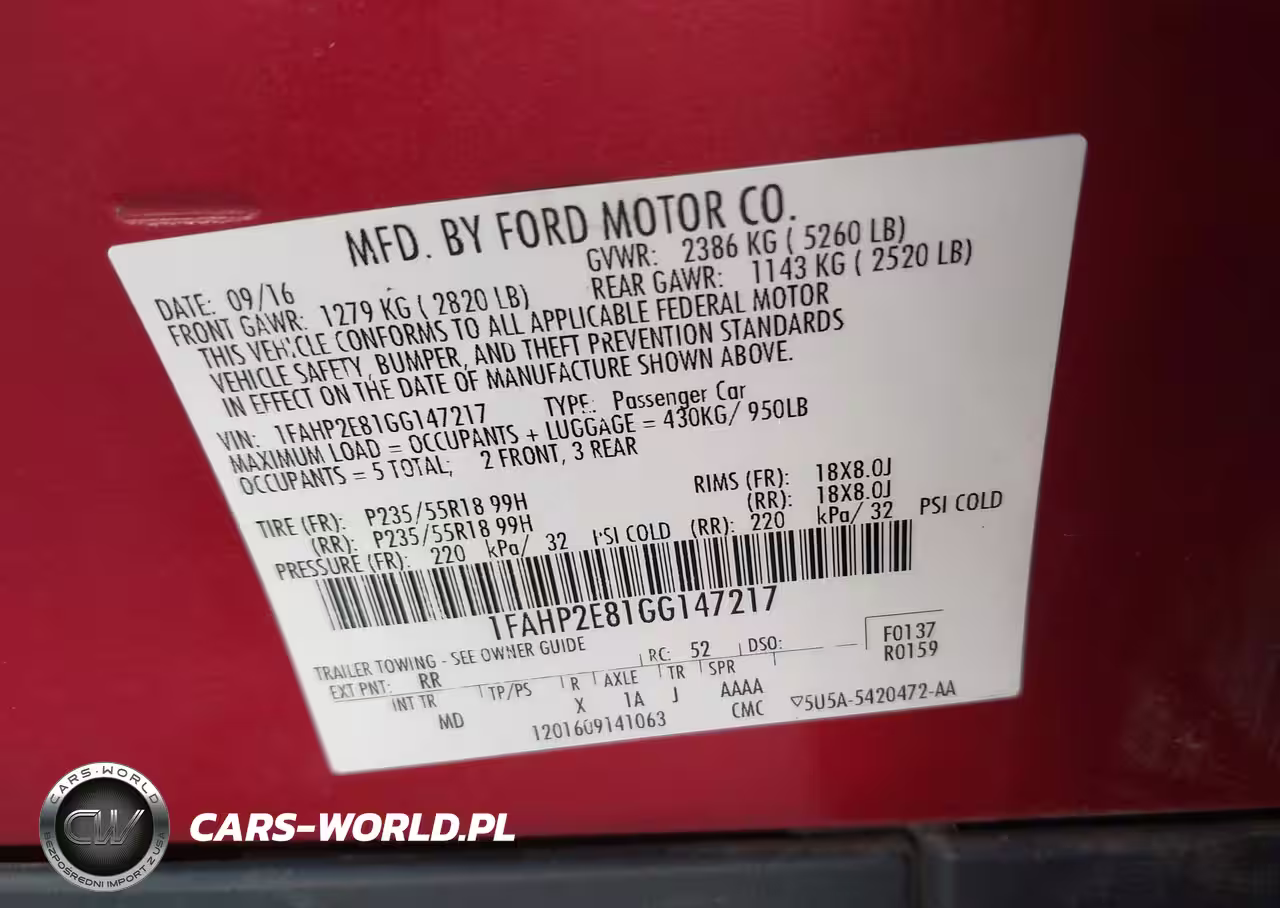 MFD. BY FORD MOTOR CO.
DATE: 09/16 GVWR: 2386 KG ( 5260 LB)
FRONT GAWR: 1279 KG ( 2820 LB) REAR GAWR: 1143 KG ( 2520 LB)
THIS VEHICLE CONFORMS TO ALL APPLICABLE FEDERAL MOTOR
VEHICLE SAFETY, BUMPER, AND THEFT PREVENTION STANDARDS
IN EFFECT ON THE DATE OF MANUFACTURE SHOWN ABOVE.
VIN: 1FAHP2E81GG147217 TYPE: Passenger Car
MAXIMUM LOAD = OCCUPANTS + LUGGAGE = 430KG/ 950LB
OCCUPANTS = 5 TOTAL; 2 FRONT, 3 REAR
TIRE (FR): P235/55R18 99H RIMS (FR): 18X8.0J
(RR): P235/55R18 99H (RR): 18X8.0J
PRESSURE (FR): 220 kPa/ 32 PSI COLD (RR): 220 kPa/ 32 PSI COLD
1FAHP2E81GG147217
TRAILER TOWING - SEE OWNER GUIDE
EXT PNT: RR RC: 52 DSO: F0137
R0159
INT TR TP/PS R AXLE TR SPR
MD X 1A J AAAA
1201609141063 CMC 5U5A-5420472-AA
CARS-WORLD
CW
BEZPOŚREDNI IMPORT Z USA
CARS-WORLD.PL